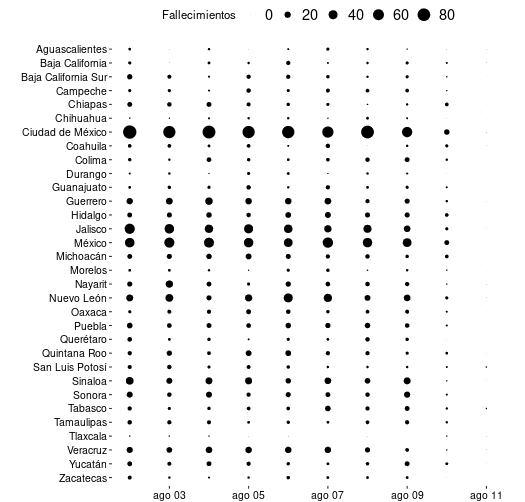 Fallecimientos 0 20 40 60 80
Aguascalientes
Baja California
Baja California Sur
Campeche
Chiapas
Chihuahua
Ciudad de México
Coahuila
Colima
Durango
Guanajuato
Guerrero
Hidalgo
Jalisco
México
Michoacán
Morelos
Nayarit
Nuevo León
Oaxaca
Puebla
Querétaro
Quintana Roo
San Luis Potosí
Sinaloa
Sonora
Tabasco
Tamaulipas
Tlaxcala
Veracruz
Yucatán
Zacatecas
ago 03 ago 05 ago 07 ago 09 ago 11